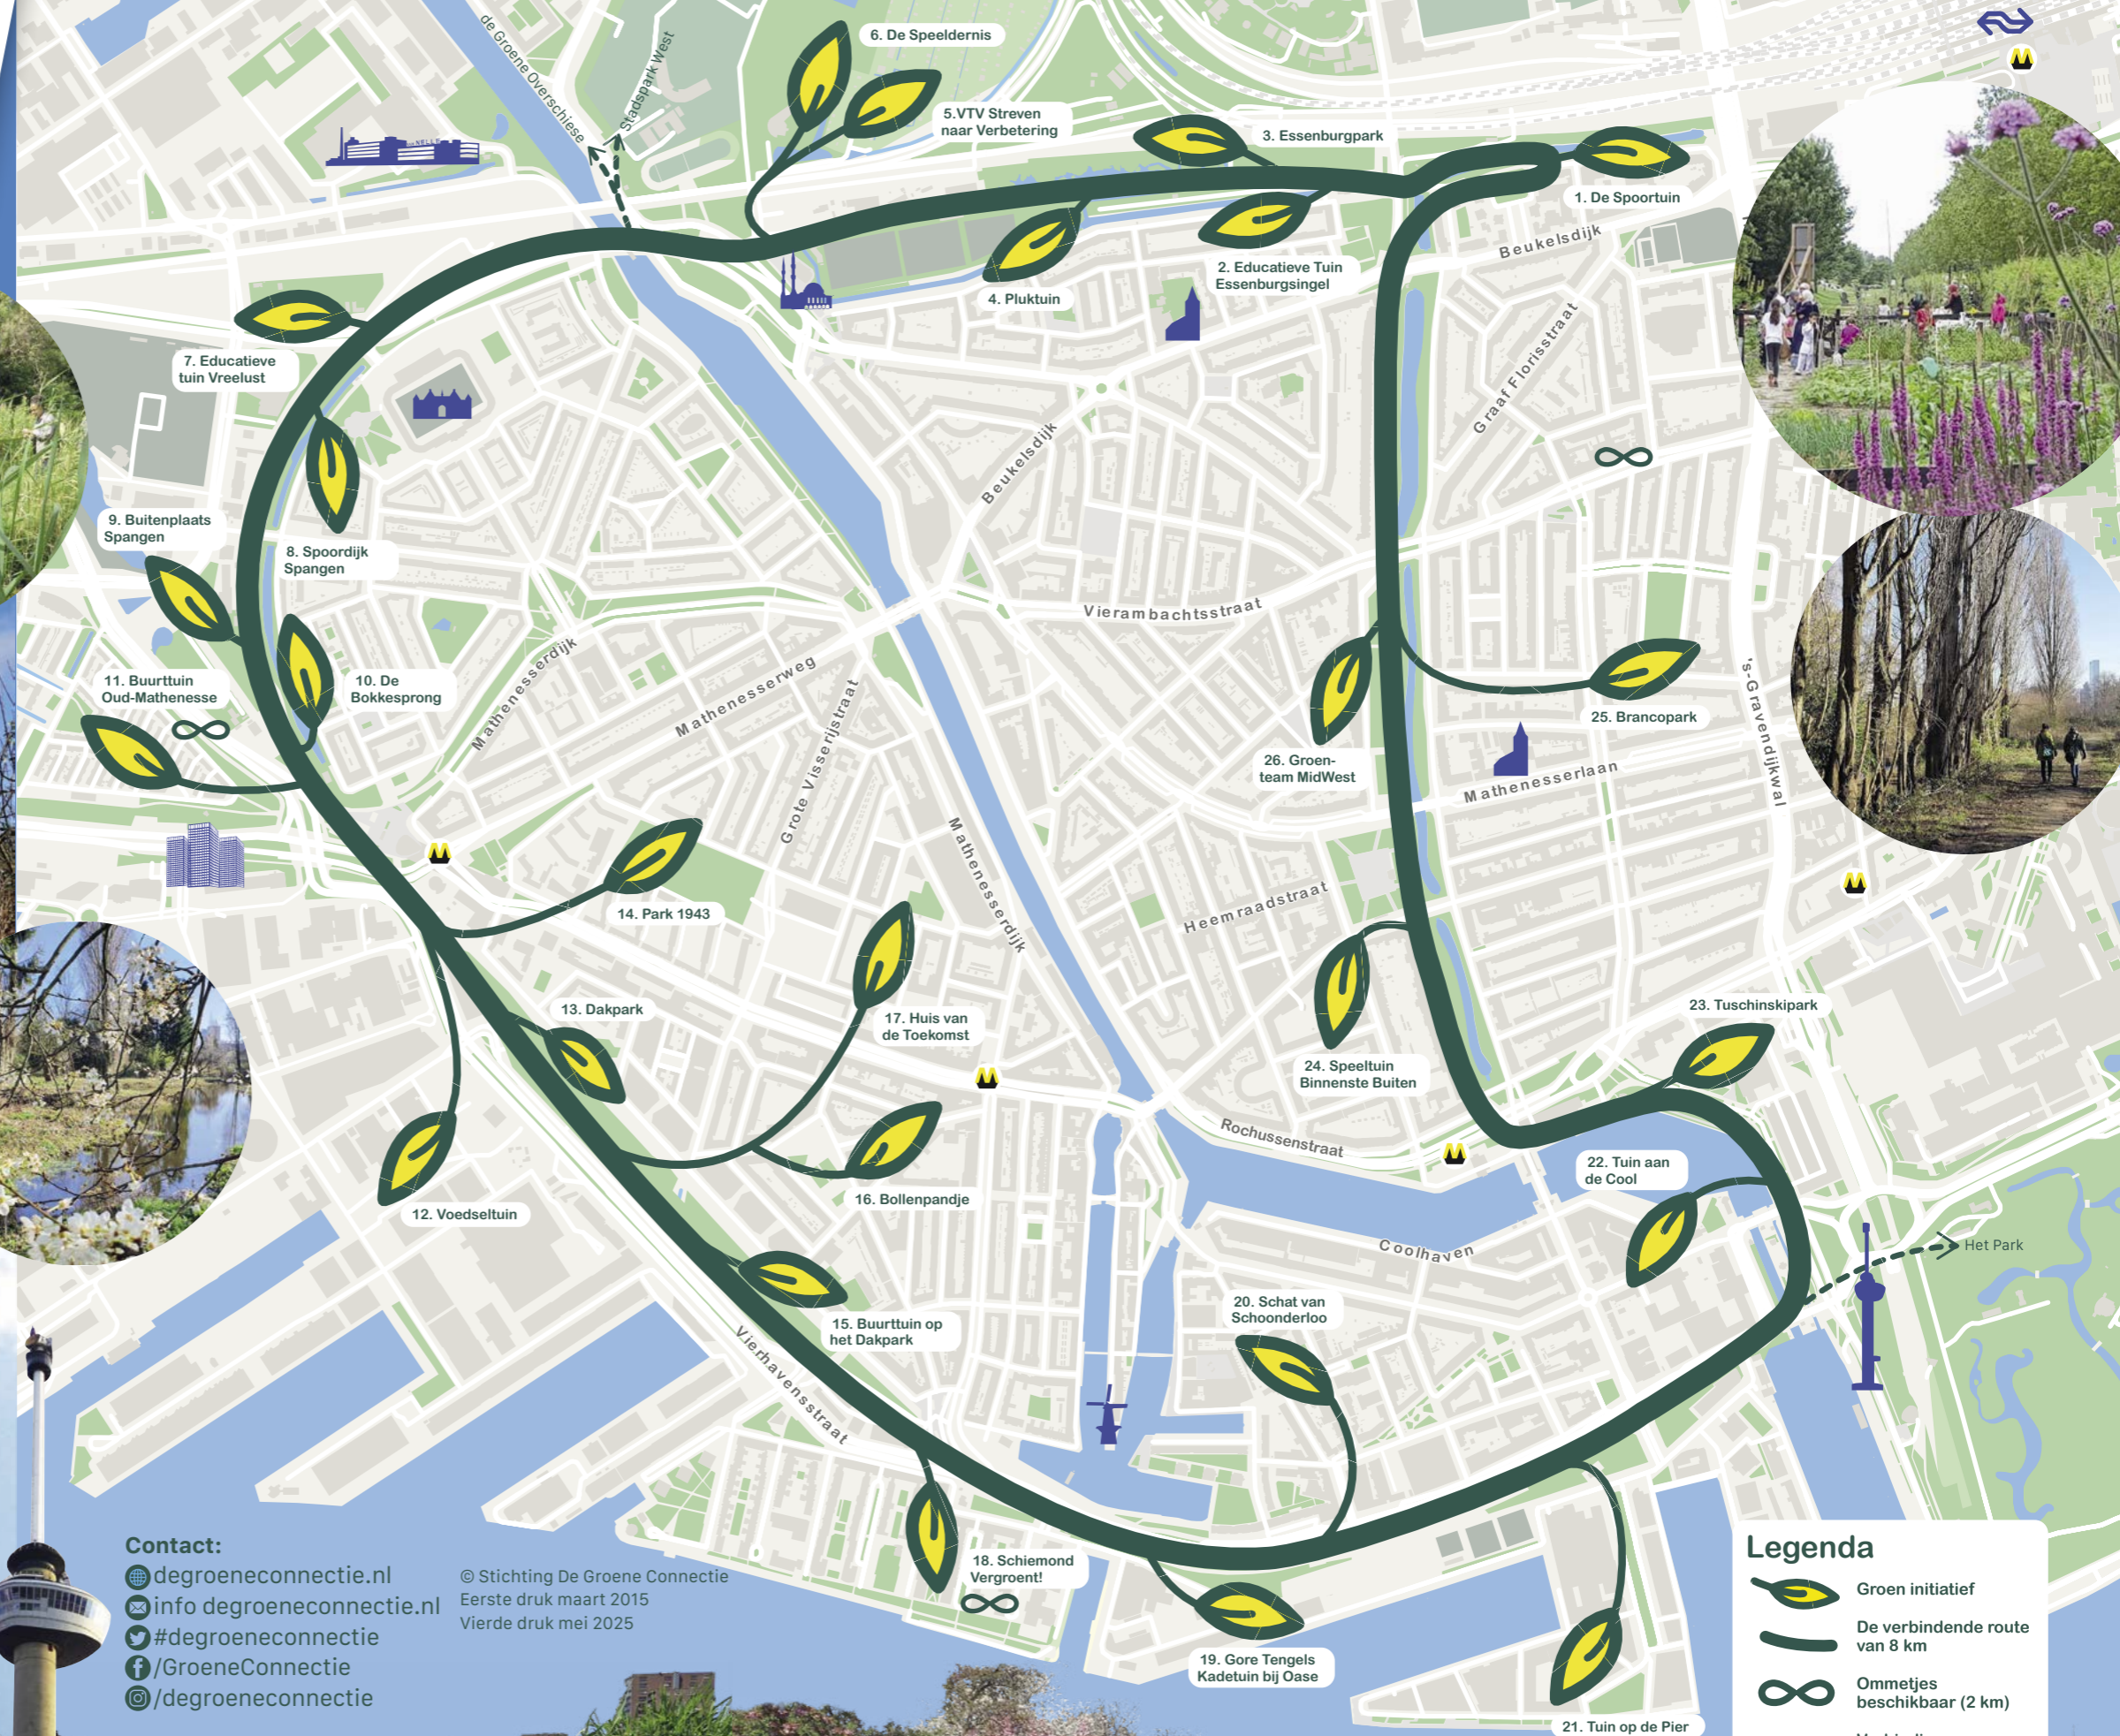 de Groene Overschiese
Stadspark West
6. De Speeldernis
5.VTV Streven
naar Verbetering
3. Essenburgpark
1. De Spoortuin
NELLE
Beukelsdijk
2. Educatieve Tuin
Essenburgsingel
4. Pluktuin
7. Educatieve
tuin Vreelust
Graaf Florisstraat
Beukelsdijk
9. Buitenplaats
Spangen
8. Spoordijk
Spangen
Vierambachtsstraat
11. Buurttuin
Oud-Mathenesse
10. De
Bokkesprong
Mathenesserdijk
Mathenesserweg
Grote Visserijstraat
's-Gravendijkwal
25. Brancopark
26. Groen-
team MidWest
Mathenesserlaan
Mathenesserdijk
Heemraadstraat
14. Park 1943
13. Dakpark
17. Huis van
de Toekomst
23. Tuschinskipark
24. Speeltuin
Binnenste Buiten
Rochussenstraat
22. Tuin aan
de Cool
16. Bollenpandje
12. Voedseltuin
Coolhaven
Het Park
20. Schat van
Schoonderloo
15. Buurttuin op
het Dakpark
Vierhavensstraat
18. Schiemond
Vergroent!
19. Gore Tengels
Kadetuin bij Oase
21. Tuin op de Pier
Contact:
degroeneconnectie.nl
info degroeneconnectie.nl
#degroeneconnectie
/GroeneConnectie
/degroeneconnectie
© Stichting De Groene Connectie
Eerste druk maart 2015
Vierde druk mei 2025
Legenda
Groen initiatief
De verbindende route
van 8 km
Ommetjes
beschikbaar (2 km)